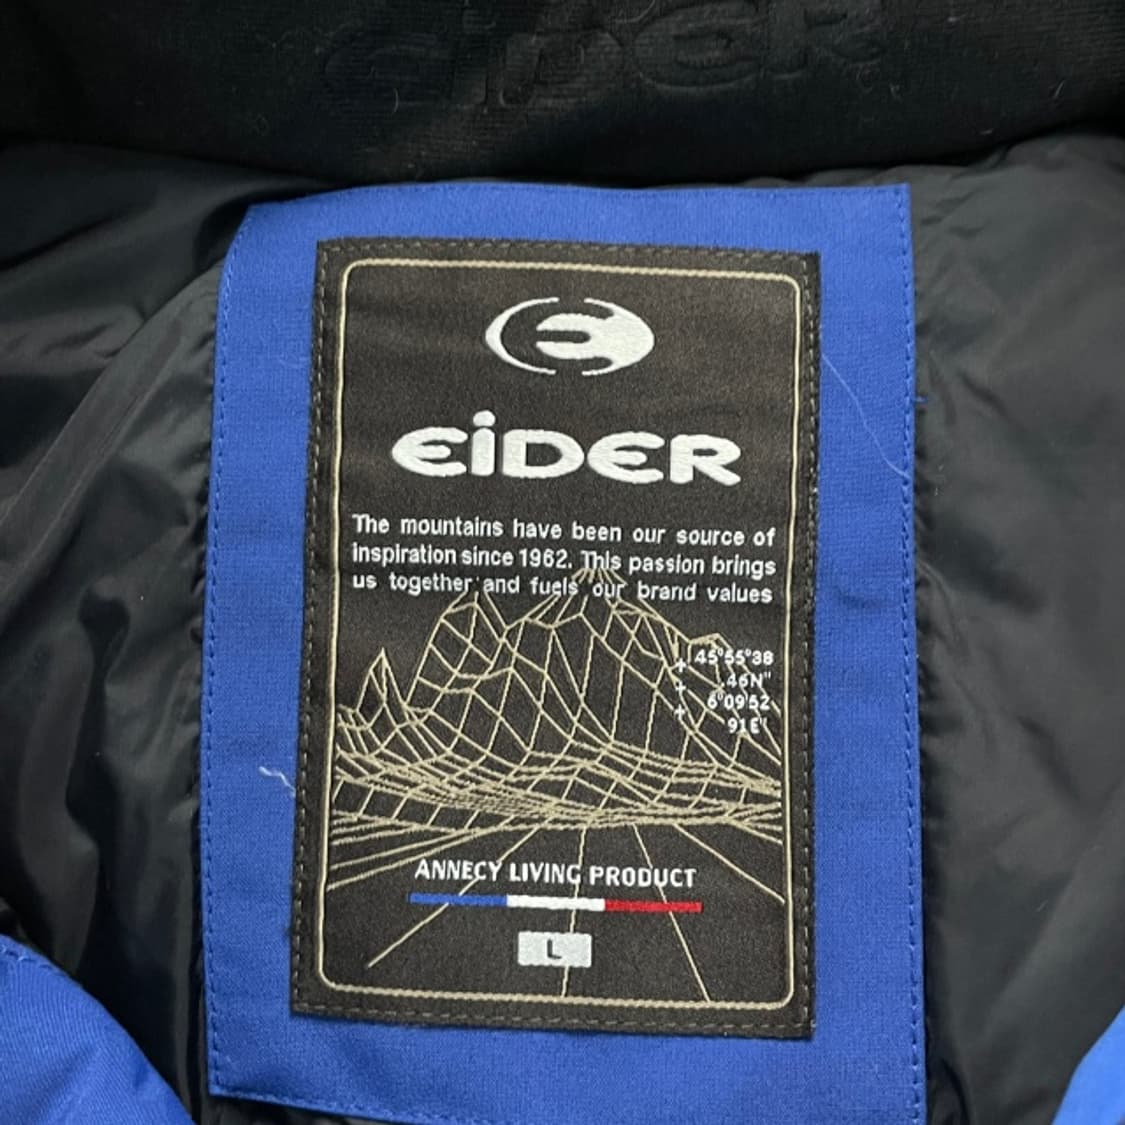 eiDER
EiDER
The mountains have been our source of
inspiration since 1962. This passion brings
us together and fuels our brand values
45°55'38
.46N"
6°09'52
91E"
ANNECY LIVING PRODUCT
L